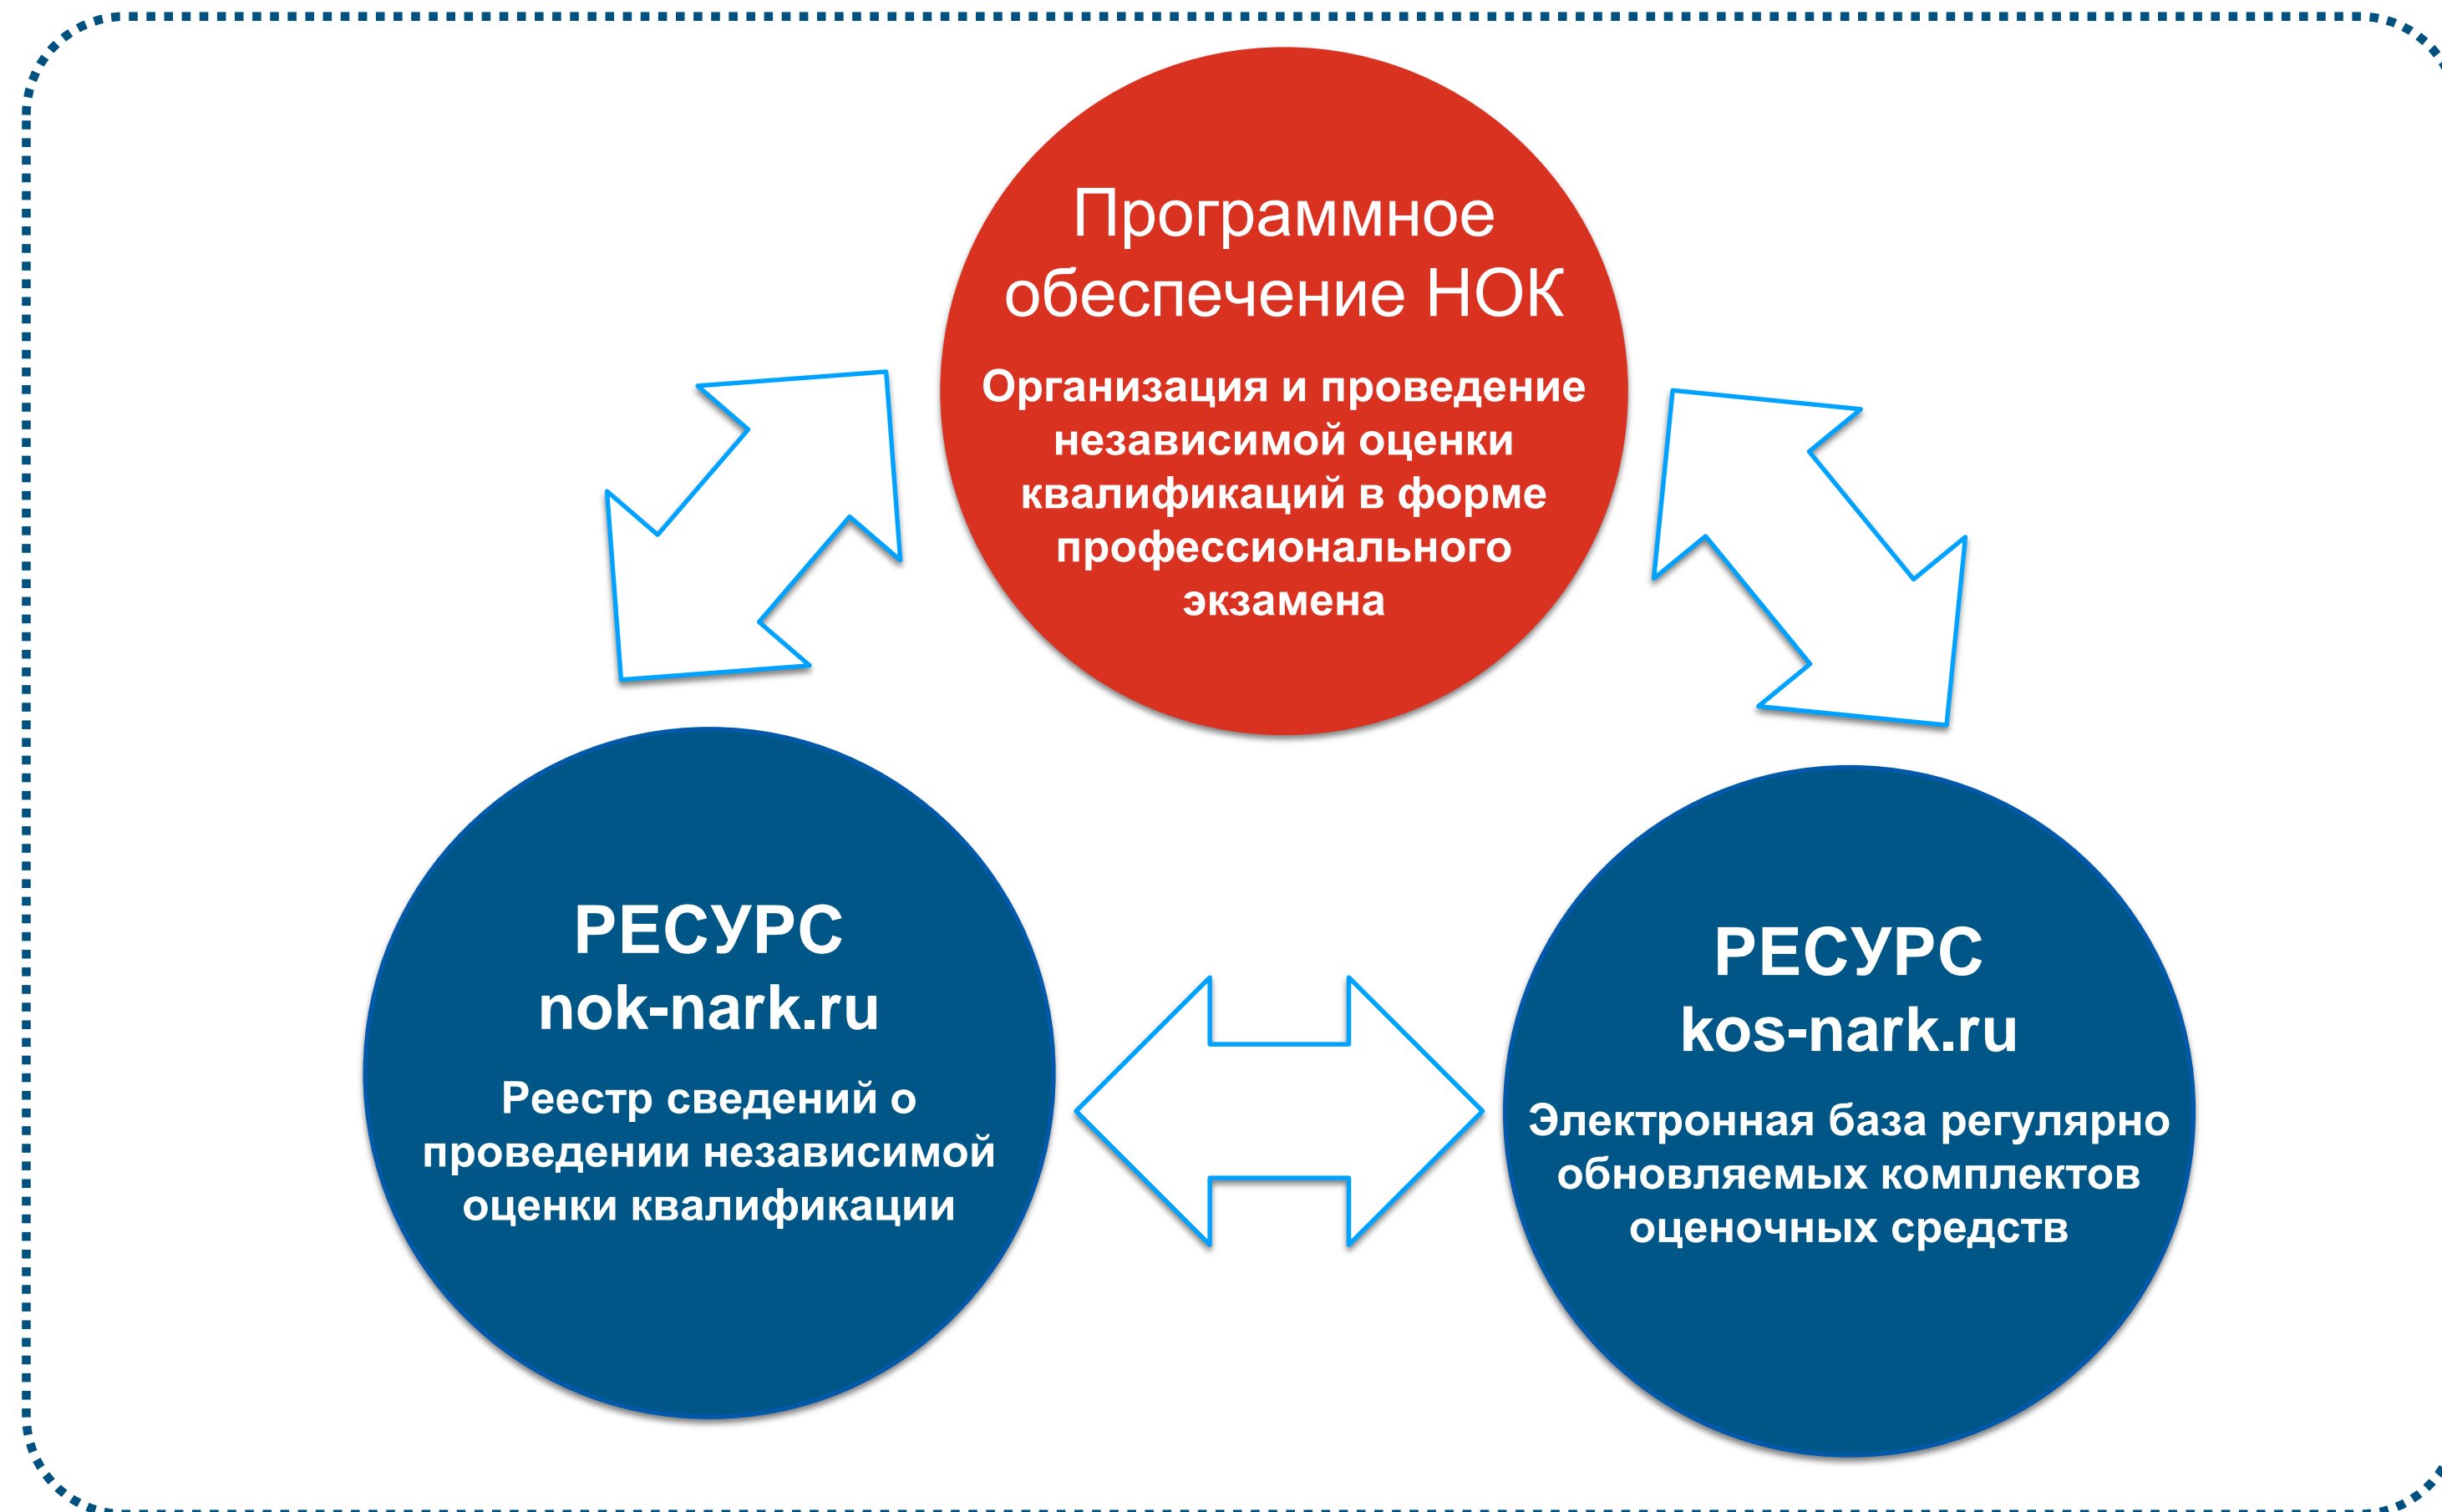 Программное
обеспечение НОК
Организация и проведение
независимой оценки
квалификаций в форме
профессионального
экзамена
РЕСУРС
nok-nark.ru
Реестр сведений о
проведении независимой
оценки квалификации
РЕСУРС
kos-nark.ru
Электронная база регулярно
обновляемых комплектов
оценочных средств